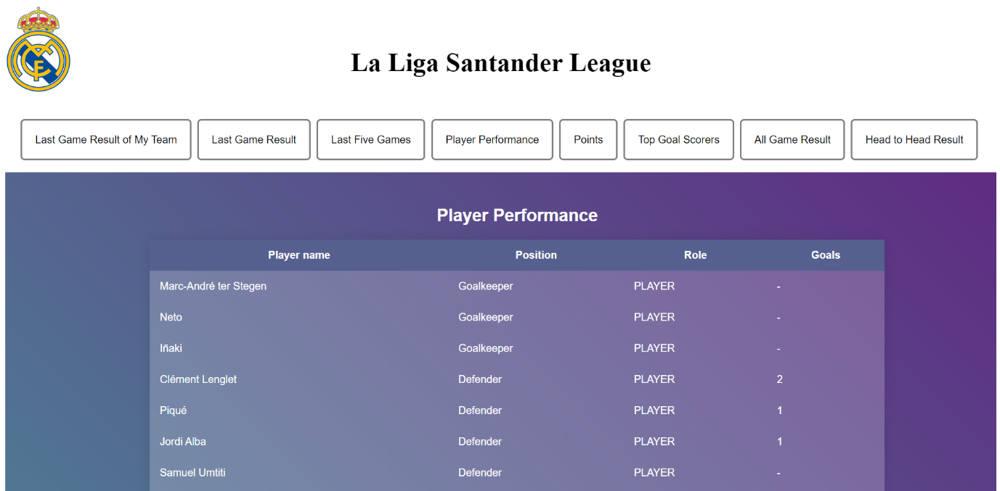 La Liga Santander League
Last Game Result of My Team Last Game Result Last Five Games Player Performance Points Top Goal Scorers All Game Result Head to Head Result
Player Performance
Player name Position Role Goals
Marc-André ter Stegen Goalkeeper PLAYER -
Neto Goalkeeper PLAYER -
Iñaki Goalkeeper PLAYER -
Clément Lenglet Defender PLAYER 2
Piqué Defender PLAYER 1
Jordi Alba Defender PLAYER 1
Samuel Umtiti Defender PLAYER -